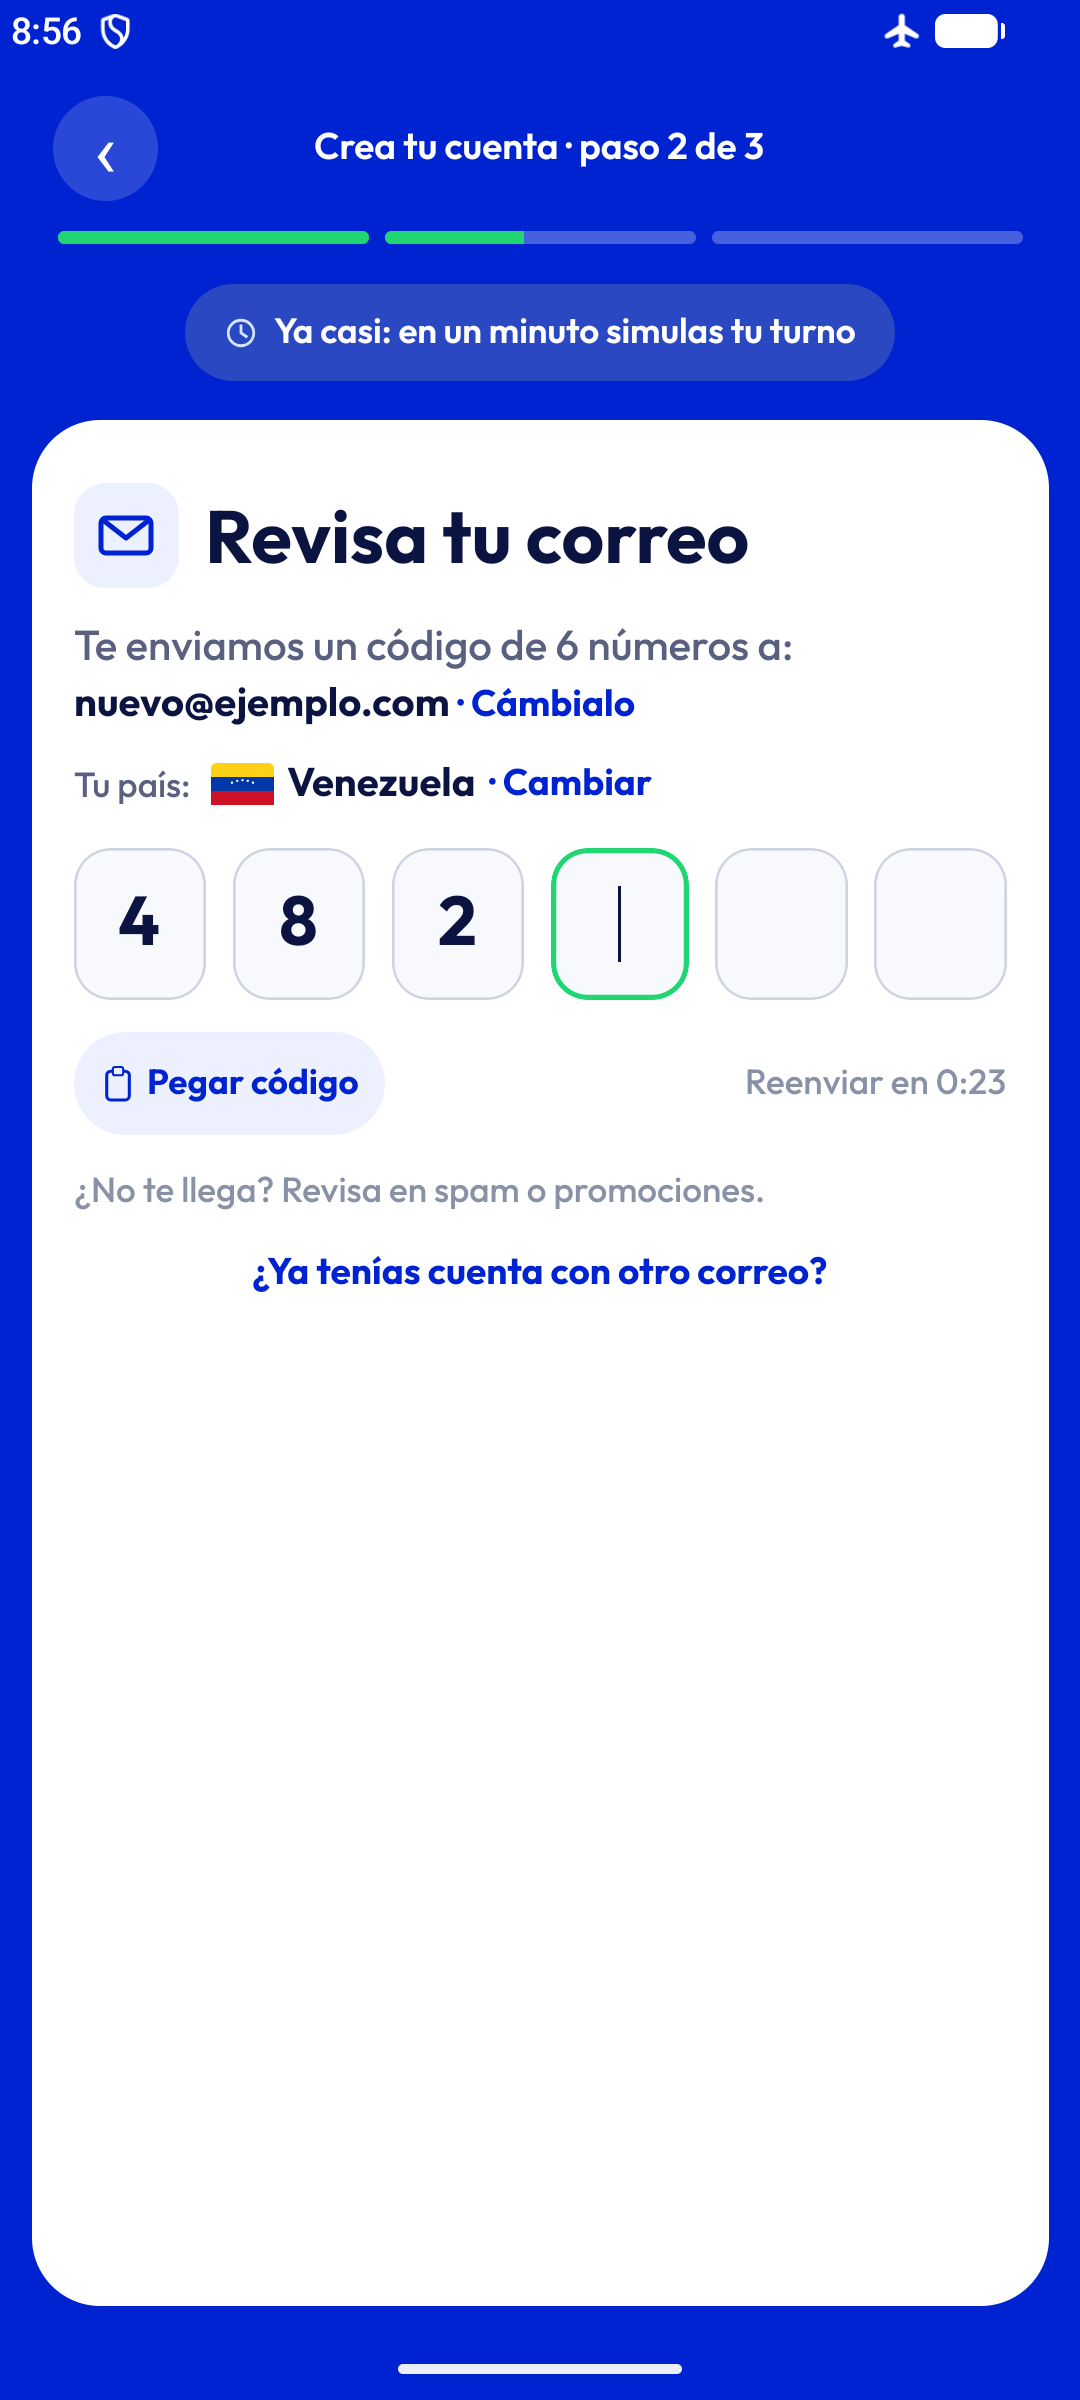 8:56
Crea tu cuenta · paso 2 de 3
Ya casi: en un minuto simulas tu turno
Revisa tu correo
Te enviamos un código de 6 números a:
nuevo@ejemplo.com · Cámbialo
Tu país: Venezuela · Cambiar
4 8 2
Pegar código
Reenviar en 0:23
¿No te llega? Revisa en spam o promociones.
¿Ya tenías cuenta con otro correo?